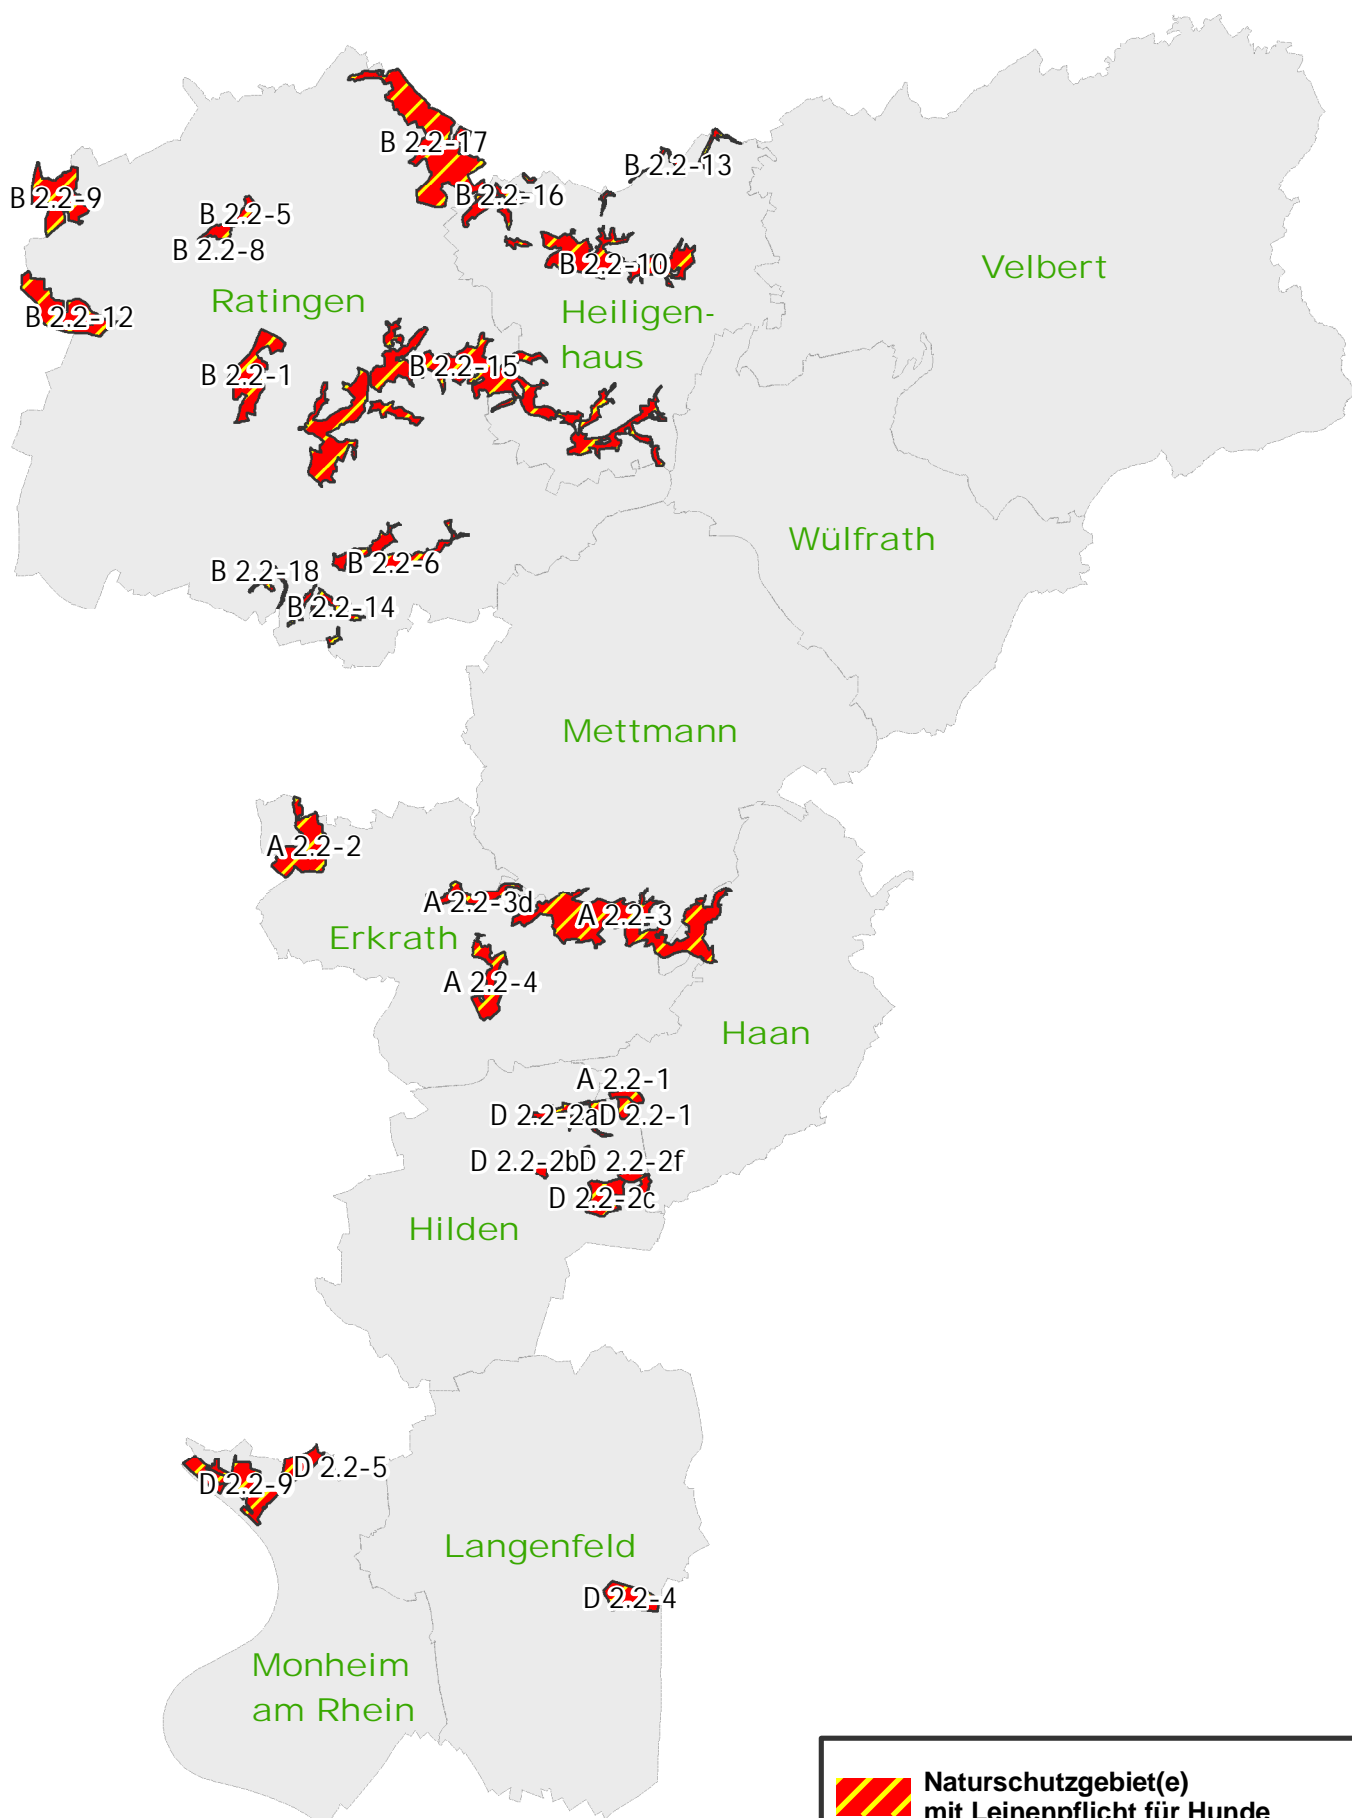 B 2.2-17
B 2.2-13
B 2.2-9
B 2.2-16
B 2.2-5
B 2.2-8
B 2.2-10
Velbert
Ratingen
Heiligen-
haus
B 2.2-12
B 2.2-15
B 2.2-1
Wülfrath
B 2.2-6
B 2.2-18
B 2.2-14
Mettmann
A 2.2-2
A 2.2-3d
A 2.2-3
Erkrath
A 2.2-4
Haan
A 2.2-1
D 2.2-2a
D 2.2-1
D 2.2-2b
D 2.2-2f
D 2.2-2c
Hilden
D 2.2-5
D 2.2-9
Langenfeld
D 2.2-4
Monheim
am Rhein
Naturschutzgebiet(e)
mit Leinenpflicht für Hunde